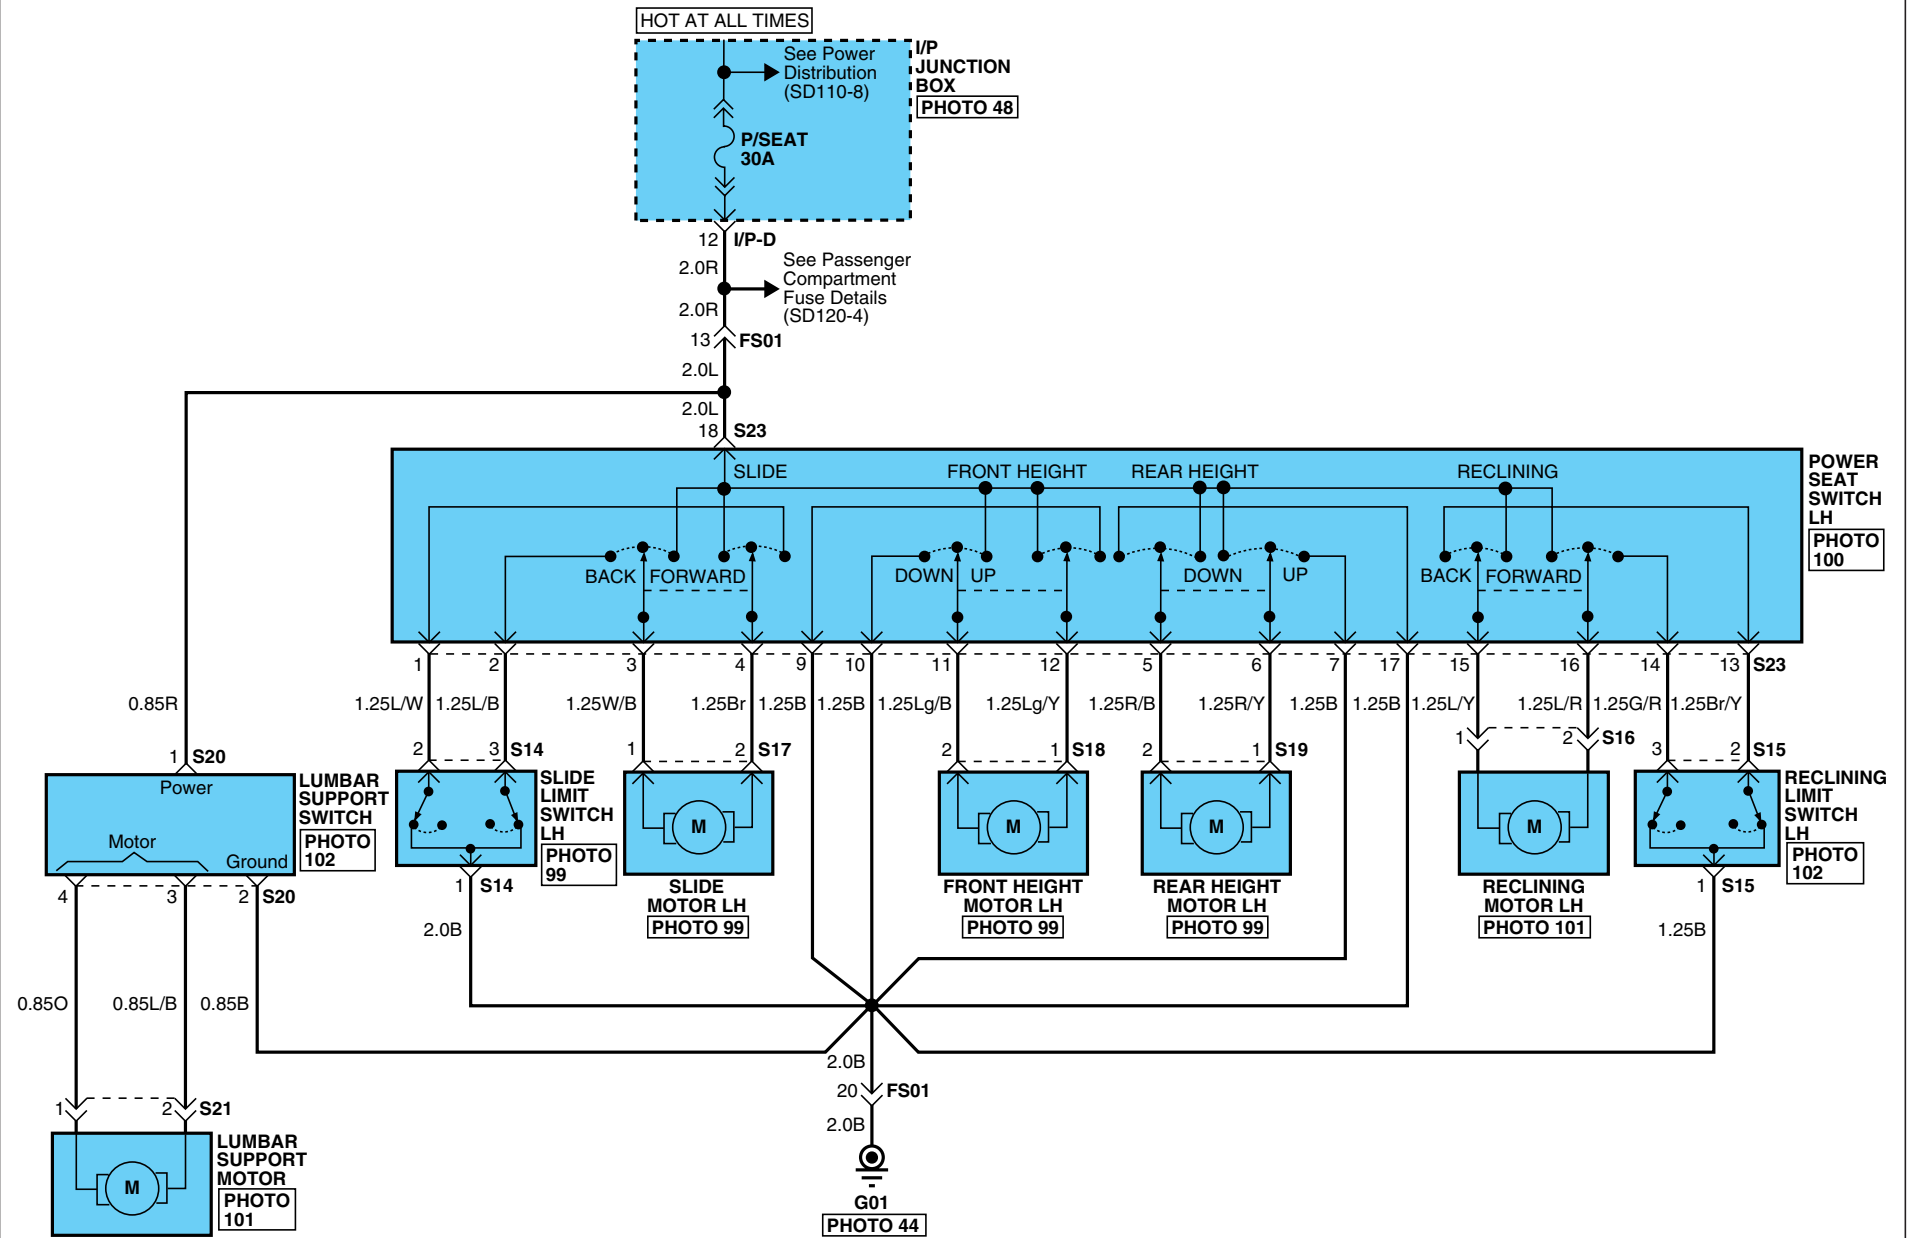 HOT AT ALL TIMES
See Power
Distribution
(SD110-8)
I/P
JUNCTION
BOX
PHOTO 48
P/SEAT
30A
12 I/P-D
2.0R
See Passenger
Compartment
Fuse Details
(SD120-4)
2.0R
13 FS01
2.0L
2.0L
18 S23
SLIDE FRONT HEIGHT REAR HEIGHT RECLINING
POWER
SEAT
SWITCH
LH
PHOTO
100
BACK FORWARD DOWN UP DOWN UP BACK FORWARD
1 2 3 4 9 10 11 12 5 6 7 17 15 16 14 13 S23
0.85R 1.25L/W 1.25L/B 1.25W/B 1.25Br 1.25B 1.25B 1.25Lg/B 1.25Lg/Y 1.25R/B 1.25R/Y 1.25B 1.25B 1.25L/Y 1.25L/R 1.25G/R 1.25Br/Y
1 2 S16
1 S20 2 3 S14 1 2 S17 2 1 S18 2 1 S19 3 2 S15
Power
LUMBAR
SUPPORT
SWITCH
PHOTO
102
Motor
Ground
SLIDE
LIMIT
SWITCH
LH
PHOTO
99
M M M M
RECLINING
LIMIT
SWITCH
LH
PHOTO
102
4 3 2 S20
1 S14
SLIDE
MOTOR LH
PHOTO 99
FRONT HEIGHT
MOTOR LH
PHOTO 99
REAR HEIGHT
MOTOR LH
PHOTO 99
RECLINING
MOTOR LH
PHOTO 101
1 S15
2.0B
1.25B
0.85O 0.85L/B 0.85B
2.0B
20 FS01
2.0B
1 2 S21
LUMBAR
SUPPORT
MOTOR
PHOTO
101
M
G01
PHOTO 44